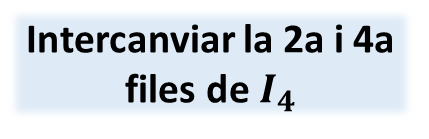 Intercanviar la 2a i 4a
files de I₄